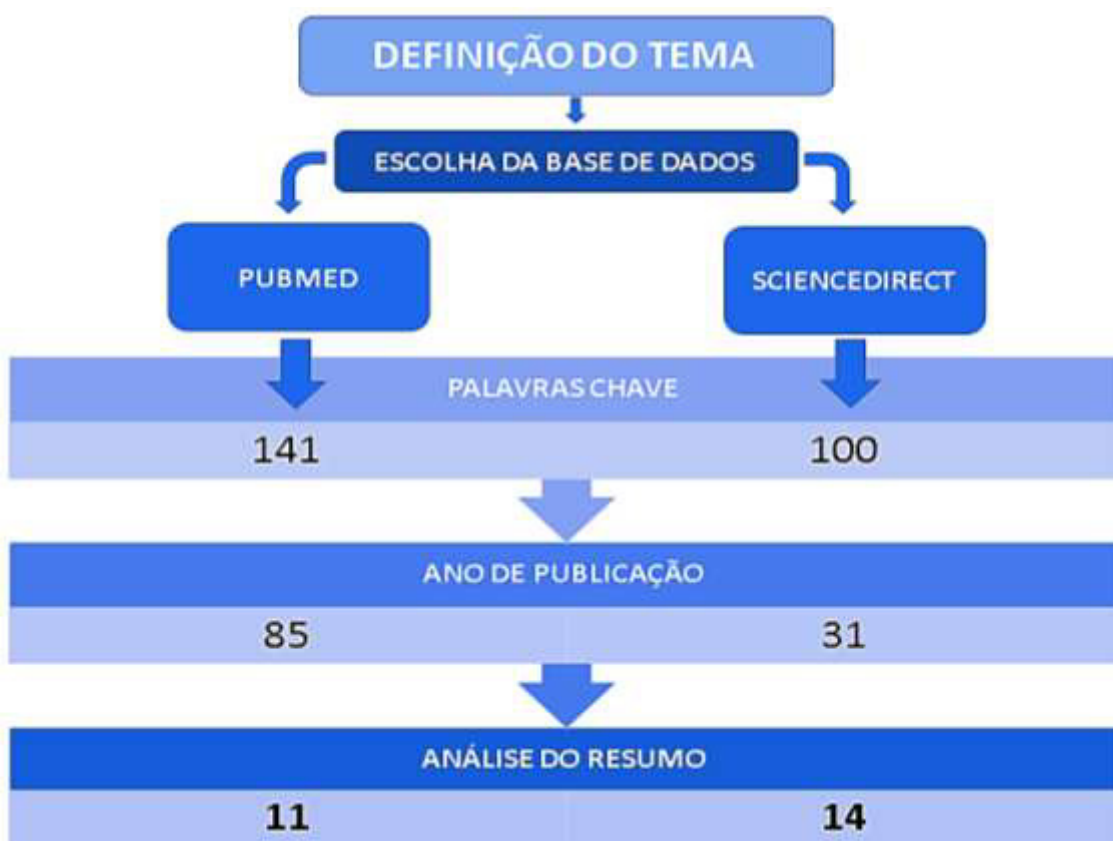 DEFINIÇÃO DO TEMA
ESCOLHA DA BASE DE DADOS
PUBMED
SCIENCEDIRECT
PALAVRAS CHAVE
141 100
ANO DE PUBLICAÇÃO
85 31
ANÁLISE DO RESUMO
11 14